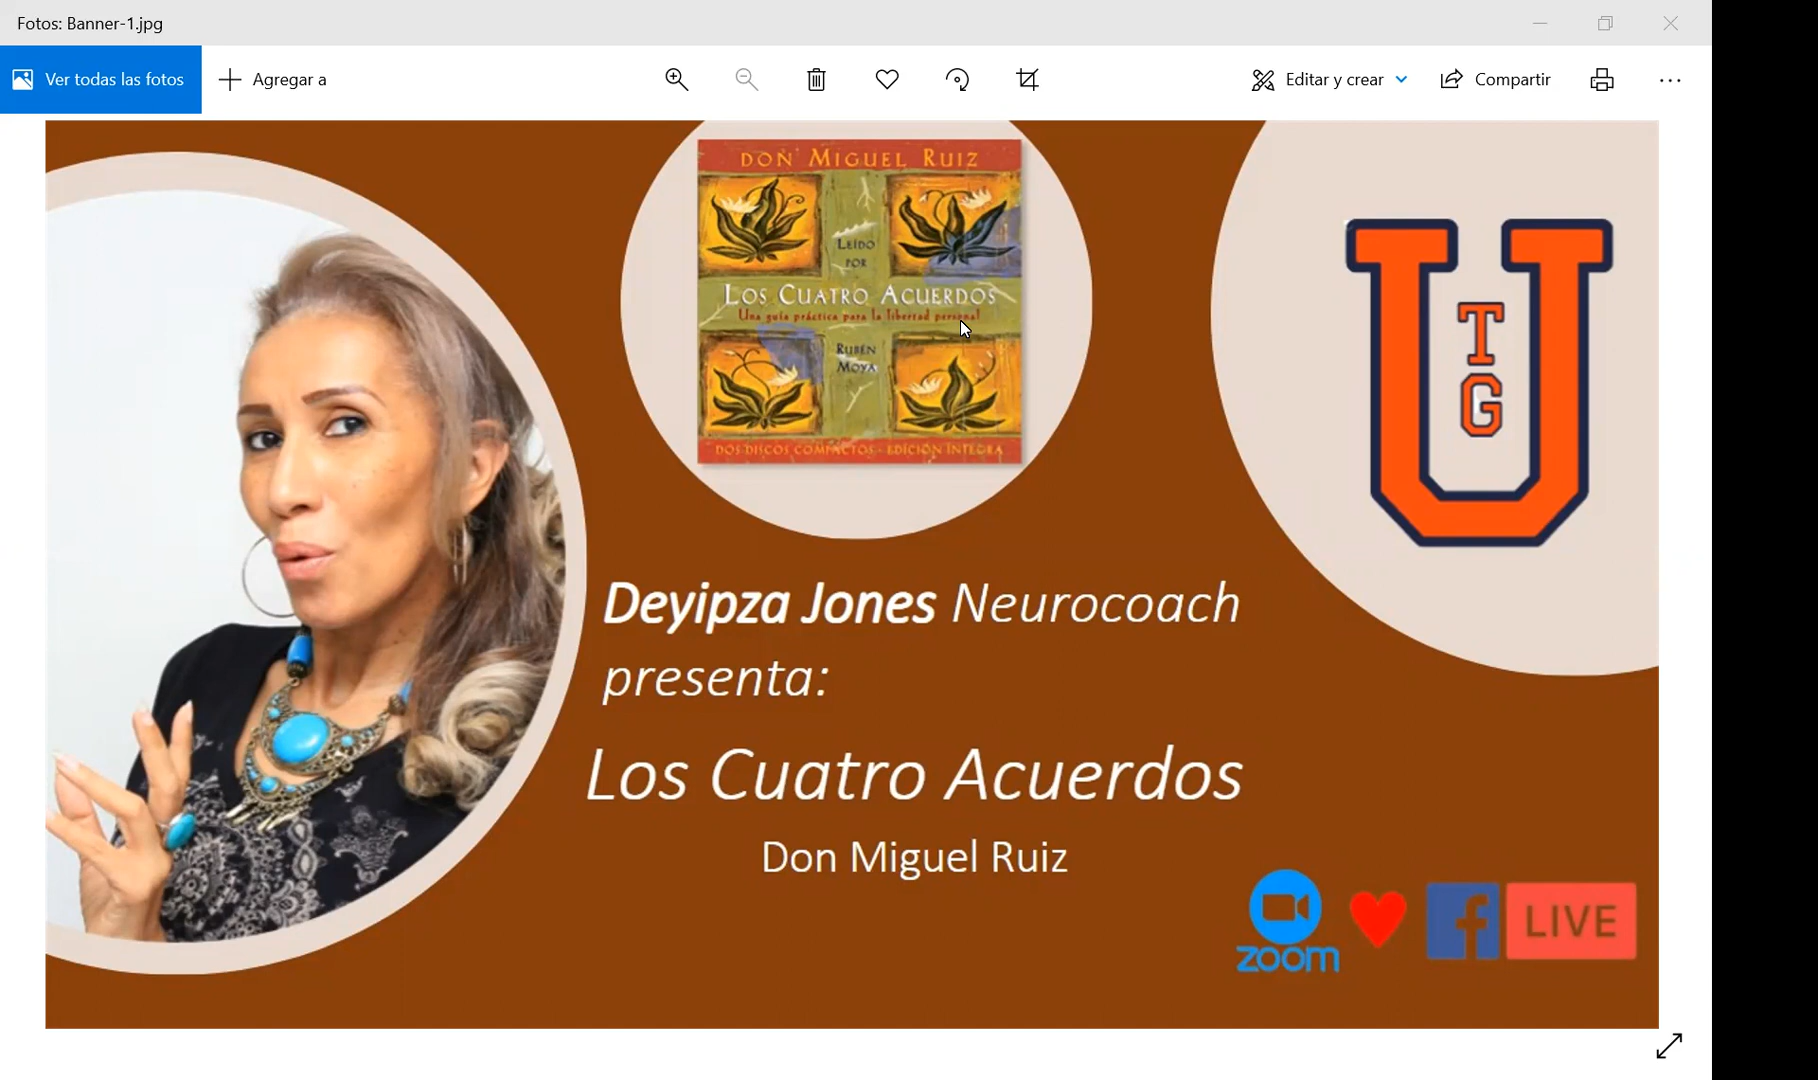 Fotos: Banner-1.jpg
Ver todas las fotos
Agregar a
Editar y crear
Compartir
DON MIGUEL RUIZ
LEÍDO
POR
LOS CUATRO ACUERDOS
Una guía práctica para la libertad personal
RUBÉN
MOYA
DOS DISCOS COMPACTOS • EDICIÓN INTEGRA
U
T
G
Deyipza Jones Neurocoach
presenta:
Los Cuatro Acuerdos
Don Miguel Ruiz
zoom
f
LIVE